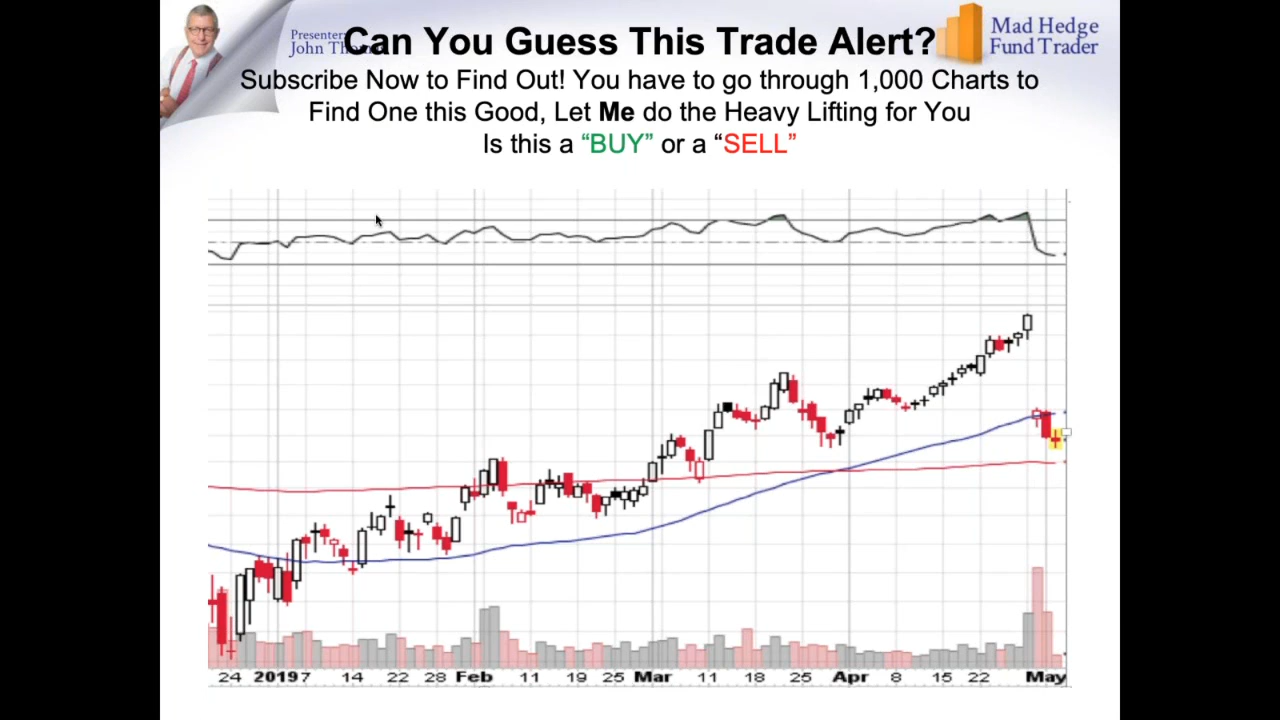 Presenter:
John Th
Can You Guess This Trade Alert?
Mad Hedge
Fund Trader
Subscribe Now to Find Out! You have to go through 1,000 Charts to
Find One this Good, Let Me do the Heavy Lifting for You
Is this a “BUY” or a “SELL”
24 2019 7 14 22 28 Feb 11 19 25 Mar 11 18 25 Apr 8 15 22 May